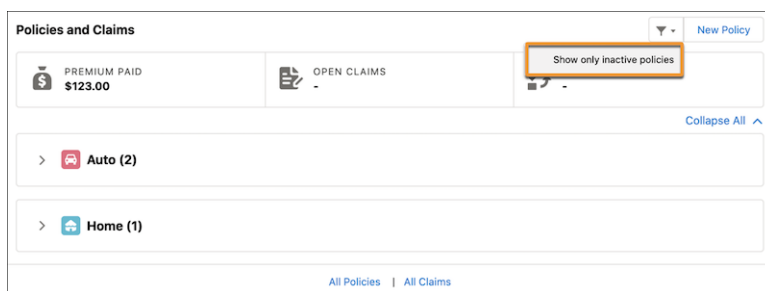 Policies and Claims
New Policy
Show only inactive policies
PREMIUM PAID
$123.00
OPEN CLAIMS
-
-
Collapse All
Auto (2)
Home (1)
All Policies | All Claims